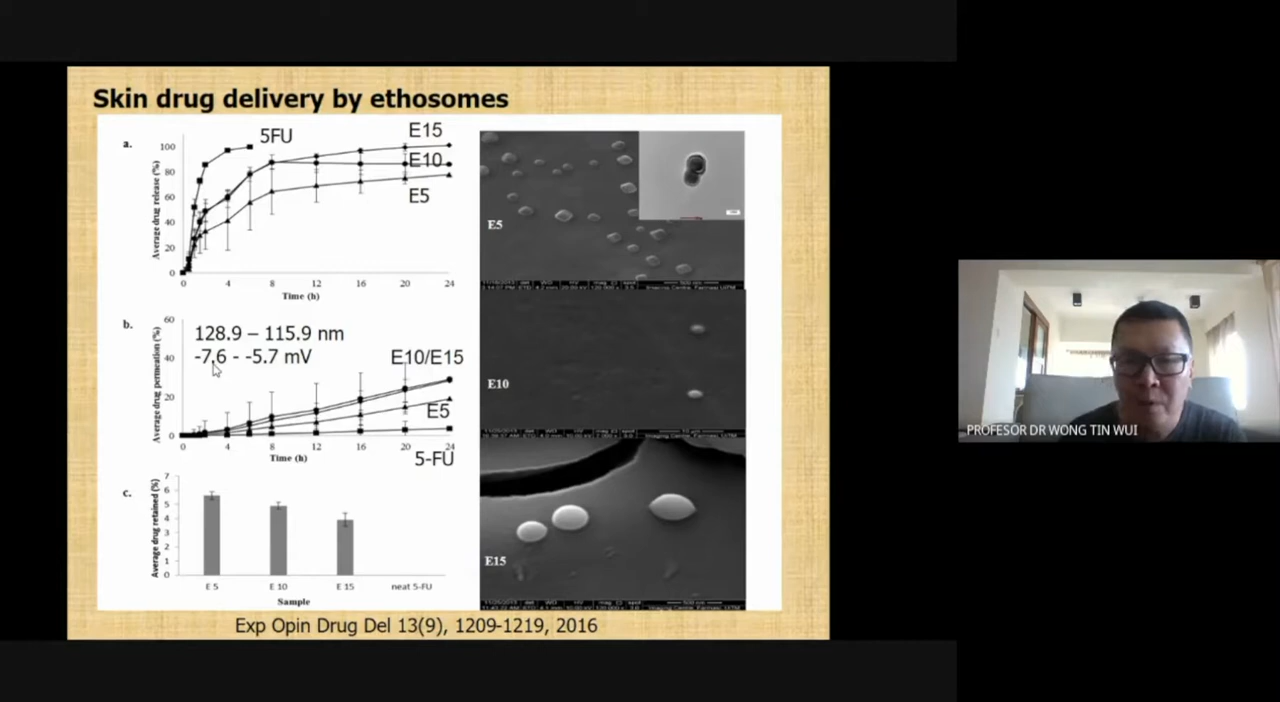 Skin drug delivery by ethosomes
a.
5FU
E15
E10
E5
Average drug release (%)
100
80
60
40
20
0
0 4 8 12 16 20 24
Time (h)
b.
128.9 – 115.9 nm
-7.6 - -5.7 mV
E10/E15
E5
5-FU
Average drug permeation (%)
60
40
20
0
0 4 8 12 16 20 24
Time (h)
c.
Average drug retained (%)
7
6
5
4
3
2
1
0
E 5 E 10 E 15 neat 5-FU
Sample
E5
E10
E15
Exp Opin Drug Del 13(9), 1209-1219, 2016
PROFESOR DR WONG TIN WUI